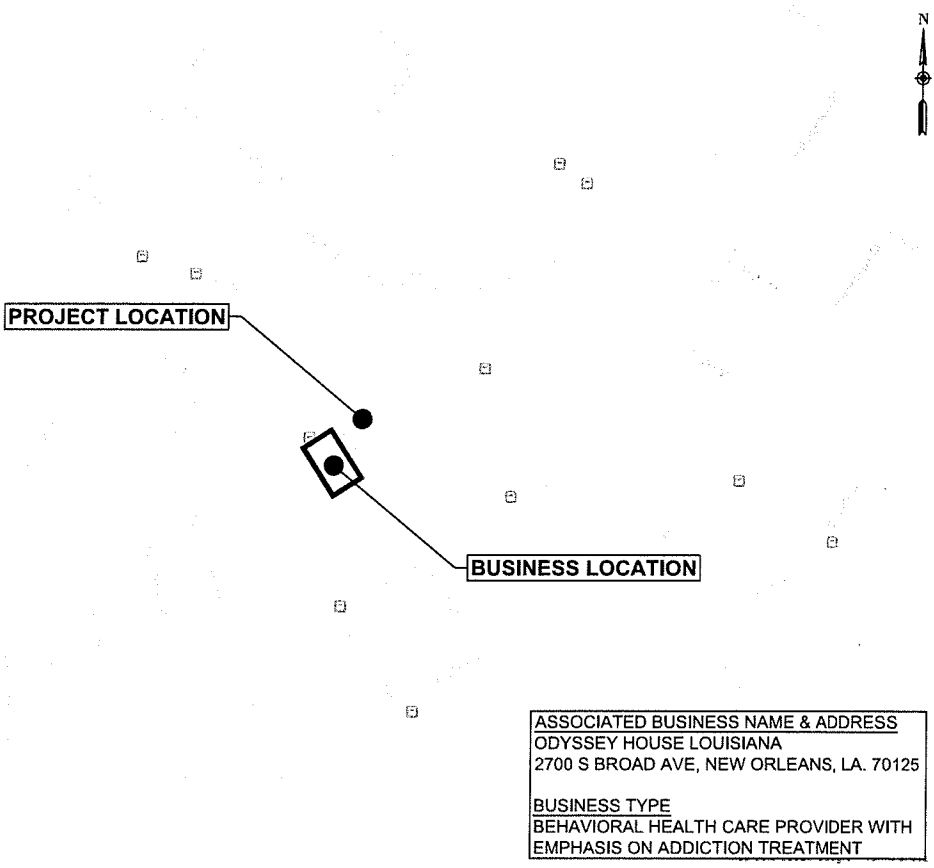 N
PROJECT LOCATION
BUSINESS LOCATION
ASSOCIATED BUSINESS NAME & ADDRESS
ODYSSEY HOUSE LOUISIANA
2700 S BROAD AVE, NEW ORLEANS, LA. 70125
BUSINESS TYPE
BEHAVIORAL HEALTH CARE PROVIDER WITH
EMPHASIS ON ADDICTION TREATMENT